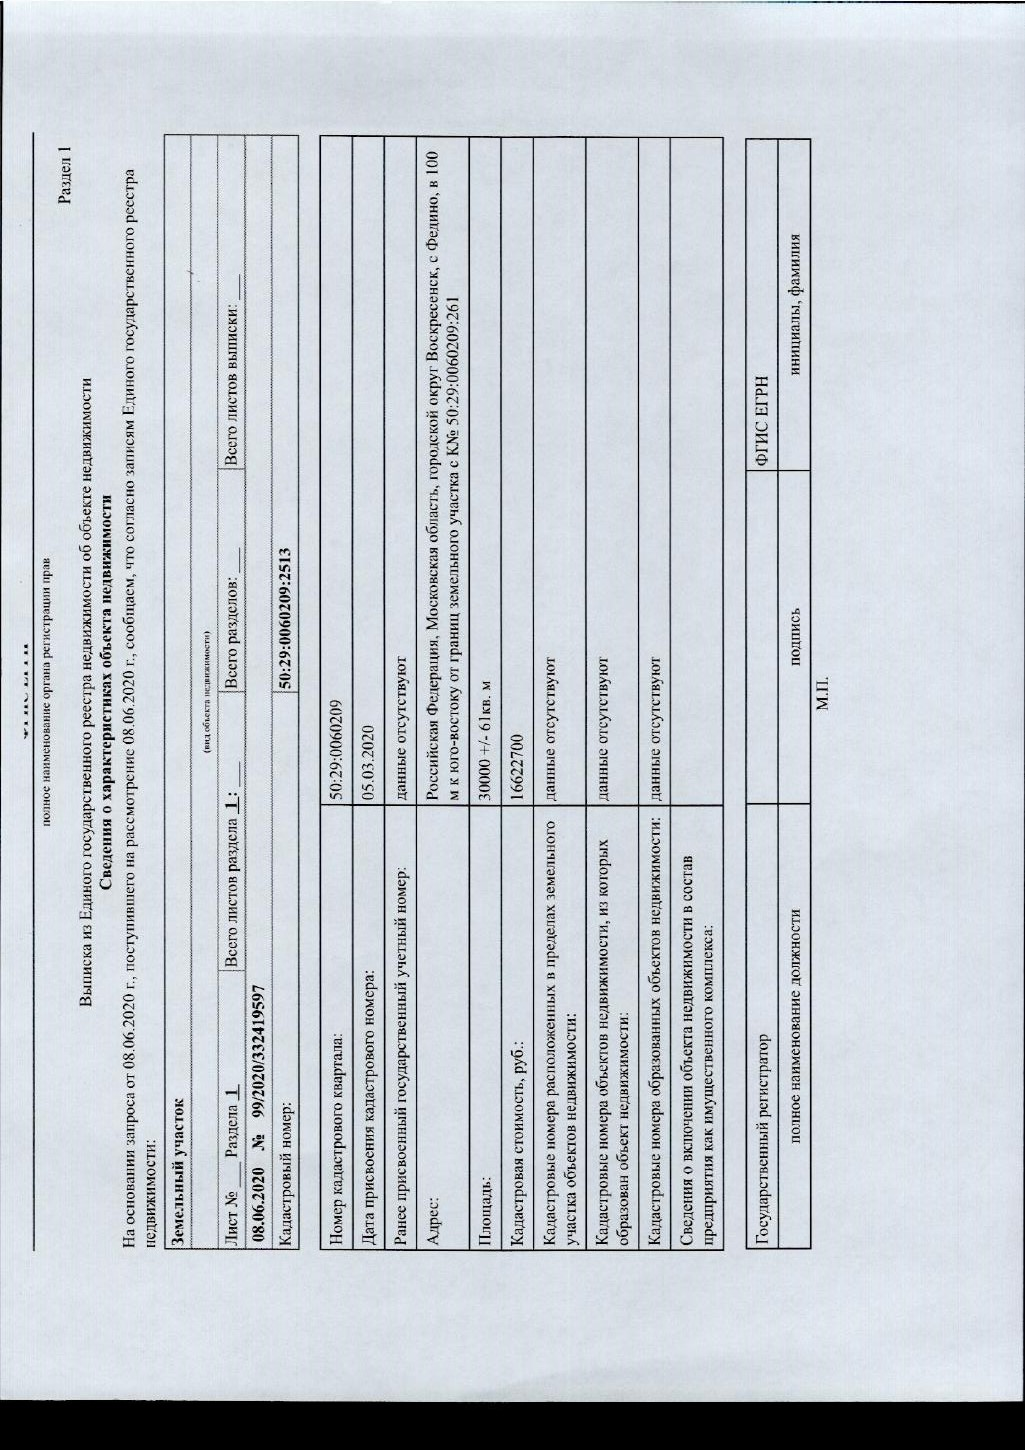 полное наименование органа регистрации прав
Раздел 1
Выписка из Единого государственного реестра недвижимости об объекте недвижимости
Сведения о характеристиках объекта недвижимости
На основании запроса от 08.06.2020 г., поступившего на рассмотрение 08.06.2020 г., сообщаем, что согласно записям Единого государственного реестра
недвижимости:
Земельный участок
(вид объекта недвижимости)
Лист № ___ Раздела 1 Всего листов раздела 1 : ___ Всего разделов: ___ Всего листов выписки: ___
08.06.2020 № 99/2020/332419597
Кадастровый номер: 50:29:0060209:2513
Номер кадастрового квартала: 50:29:0060209
Дата присвоения кадастрового номера: 05.03.2020
Ранее присвоенный государственный учетный номер: данные отсутствуют
Адрес: Российская Федерация, Московская область, городской округ Воскресенск, с Федино, в 100
м к юго-востоку от границ земельного участка с К№ 50:29:0060209:261
Площадь: 30000 +/- 61кв. м
Кадастровая стоимость, руб.: 16622700
Кадастровые номера расположенных в пределах земельного данные отсутствуют
участка объектов недвижимости:
Кадастровые номера объектов недвижимости, из которых данные отсутствуют
образован объект недвижимости:
Кадастровые номера образованных объектов недвижимости: данные отсутствуют
Сведения о включении объекта недвижимости в состав
предприятия как имущественного комплекса:
Государственный регистратор ФГИС ЕГРН
полное наименование должности подпись инициалы, фамилия
М.П.